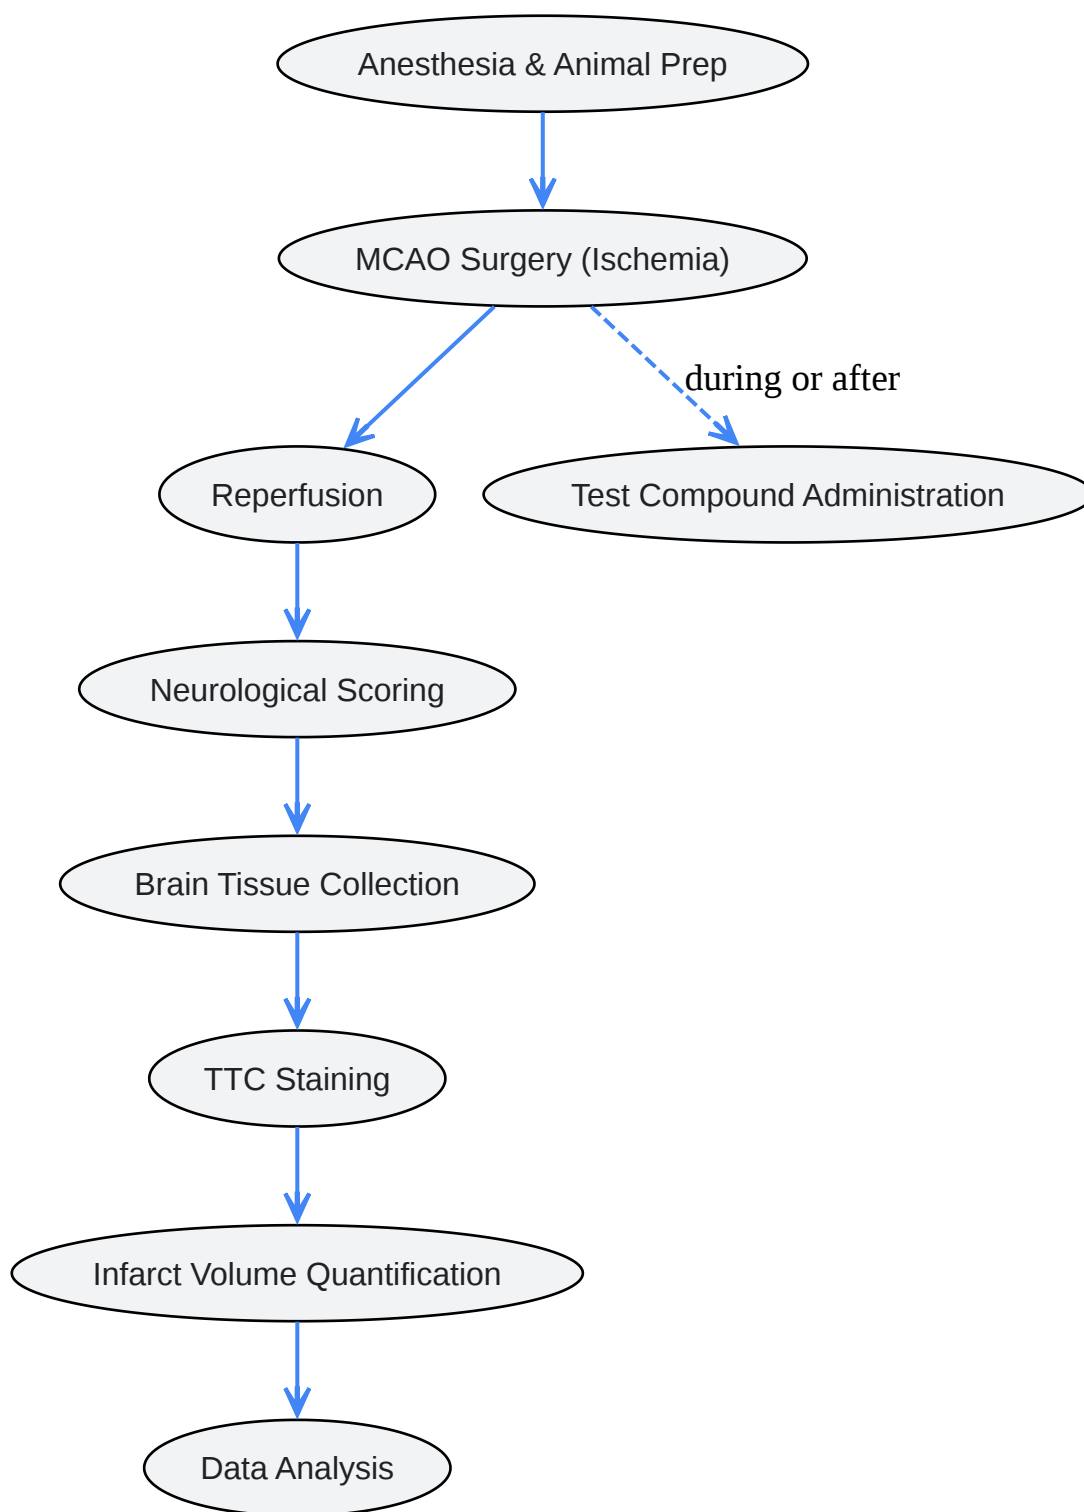 Anesthesia & Animal Prep
MCAO Surgery (Ischemia)
during or after
Reperfusion
Test Compound Administration
Neurological Scoring
Brain Tissue Collection
TTC Staining
Infarct Volume Quantification
Data Analysis